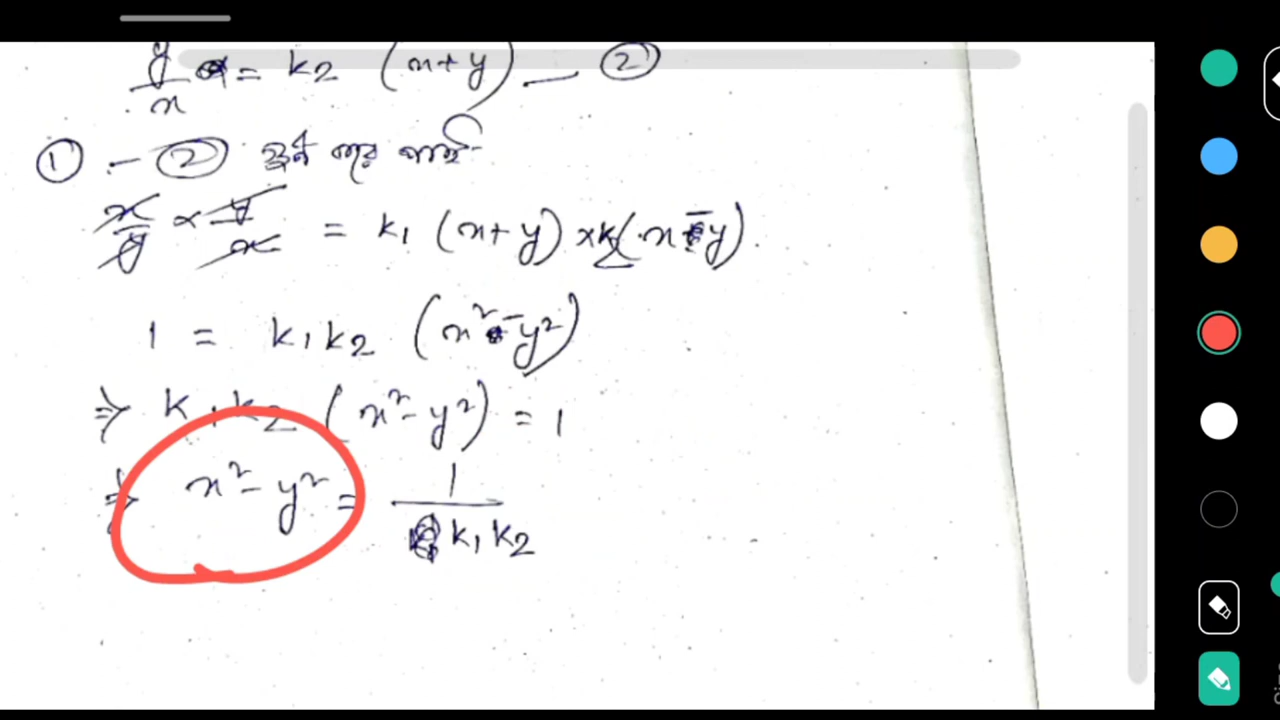 y/x = k₂ (x+y) — ②
① - ② গুণ করে পাই-
x/y × y/x = k₁ (x+y) × k₂ (x-y)
1 = k₁k₂ (x²-y²)
⇒ k₁k₂ (x²-y²) = 1
⇒ x²-y² = 1/k₁k₂